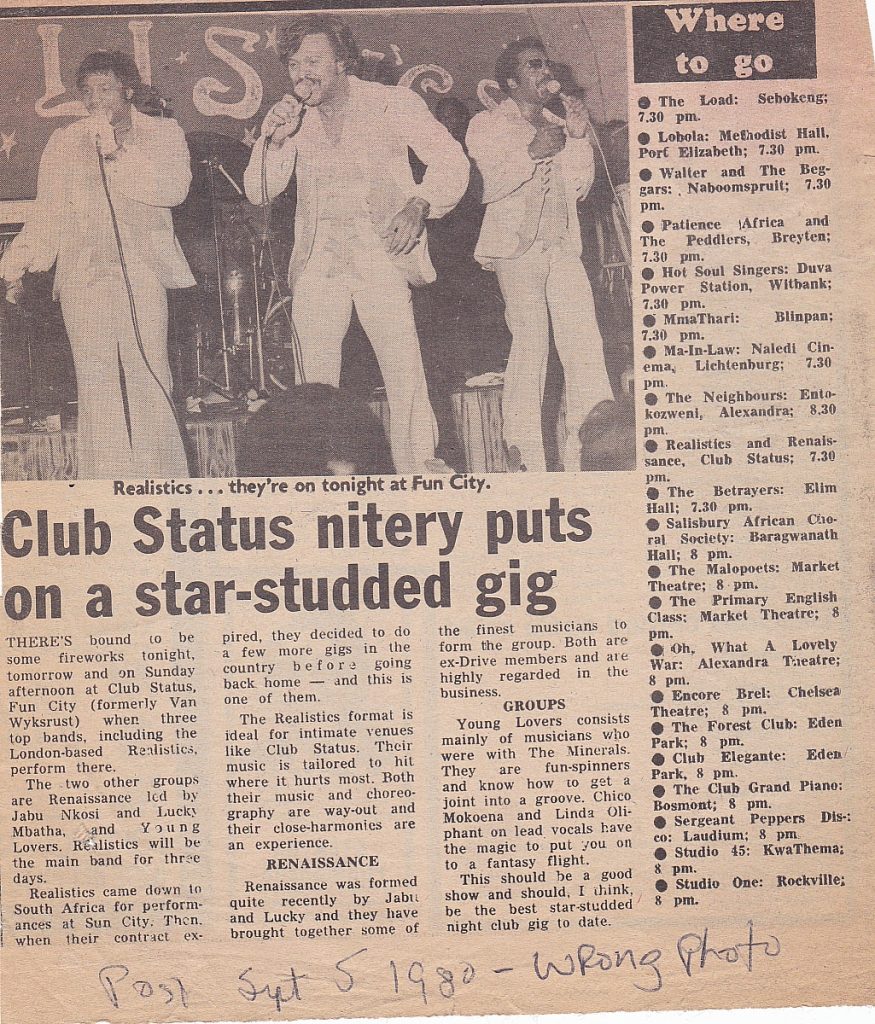 LIS
Realistics ... they're on tonight at Fun City.
Club Status nitery puts
on a star-studded gig
THERE'S bound to be
some fireworks tonight,
tomorrow and on Sunday
afternoon at Club Status,
Fun City (formerly Van
Wyksrust) when three
top bands, including the
London-based Realistics,
perform there.
The two other groups
are Renaissance led by
Jabu Nkosi and Lucky
Mbatha, and Young
Lovers. Realistics will be
the main band for three
days.
Realistics came down to
South Africa for perform-
ances at Sun City. Then,
when their contract ex-
pired, they decided to do
a few more gigs in the
country before going
back home — and this is
one of them.
The Realistics format is
ideal for intimate venues
like Club Status. Their
music is tailored to hit
where it hurts most. Both
their music and choreo-
graphy are way-out and
their close-harmonies are
an experience.
RENAISSANCE
Renaissance was formed
quite recently by Jabu
and Lucky and they have
brought together some of
the finest musicians to
form the group. Both are
ex-Drive members and are
highly regarded in the
business.
GROUPS
Young Lovers consists
mainly of musicians who
were with The Minerals.
They are fun-spinners
and know how to get a
joint into a groove. Chico
Mokoena and Linda Oli-
phant on lead vocals have
the magic to put you on
to a fantasy flight.
This should be a good
show and should, I think,
be the best star-studded
night club gig to date.
Where
to go
● The Load: Sebokeng;
7.30 pm.
● Lobola: Methodist Hall,
Port Elizabeth; 7.30 pm.
● Walter and The Beg-
gars: Naboomspruit; 7.30
pm.
● Patience Africa and
The Peddlers, Breyten;
7.30 pm.
● Hot Soul Singers: Duva
Power Station, Witbank;
7.30 pm.
● MmaThari: Blinpan;
7.30 pm.
● Ma-In-Law: Naledi Cin-
ema, Lichtenburg; 7.30
pm.
● The Neighbours: Ento-
kozweni, Alexandra; 8.30
pm.
● Realistics and Renais-
sance, Club Status; 7.30
pm.
● The Betrayers: Elim
Hall; 7.30 pm.
● Salisbury African Cho-
ral Society: Baragwanath
Hall; 8 pm.
● The Malopoets: Market
Theatre; 8 pm.
● The Primary English
Class: Market Theatre; 8
pm.
● Oh, What A Lovely
War: Alexandra Theatre;
8 pm.
● Encore Brel: Chelsea
Theatre; 8 pm.
● The Forest Club: Eden
Park; 8 pm.
● Club Elegante: Eden
Park, 8 pm.
● The Club Grand Piano:
Bosmont; 8 pm.
● Sergeant Peppers Dis-
co: Laudium; 8 pm
● Studio 45: KwaThema;
8 pm.
● Studio One: Rockville;
8 pm.
Post Sept 5 1980 - Wrong Photo